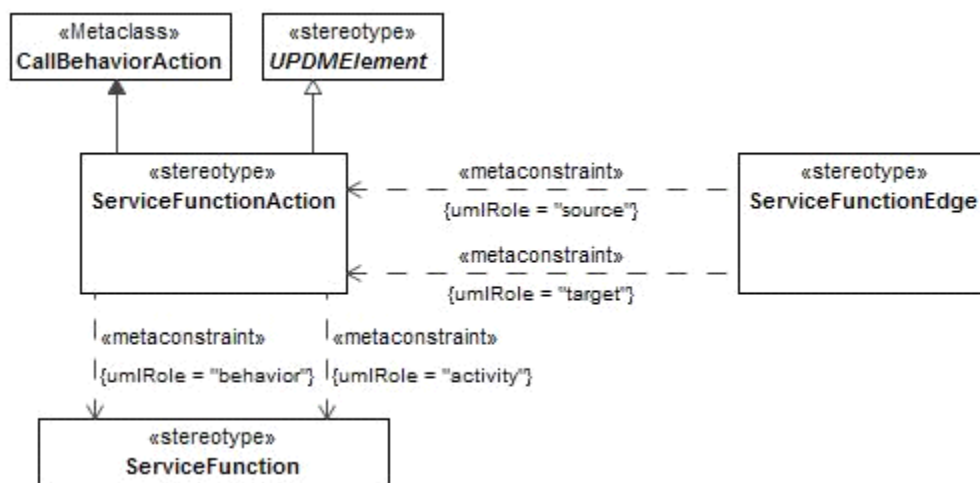 «Metaclass»
CallBehaviorAction
«stereotype»
UPDMElement
«stereotype»
ServiceFunctionAction
«metaconstraint»
{umlRole = "source"}
«stereotype»
ServiceFunctionEdge
«metaconstraint»
{umlRole = "target"}
«metaconstraint»
{umlRole = "behavior"}
«metaconstraint»
{umlRole = "activity"}
«stereotype»
ServiceFunction